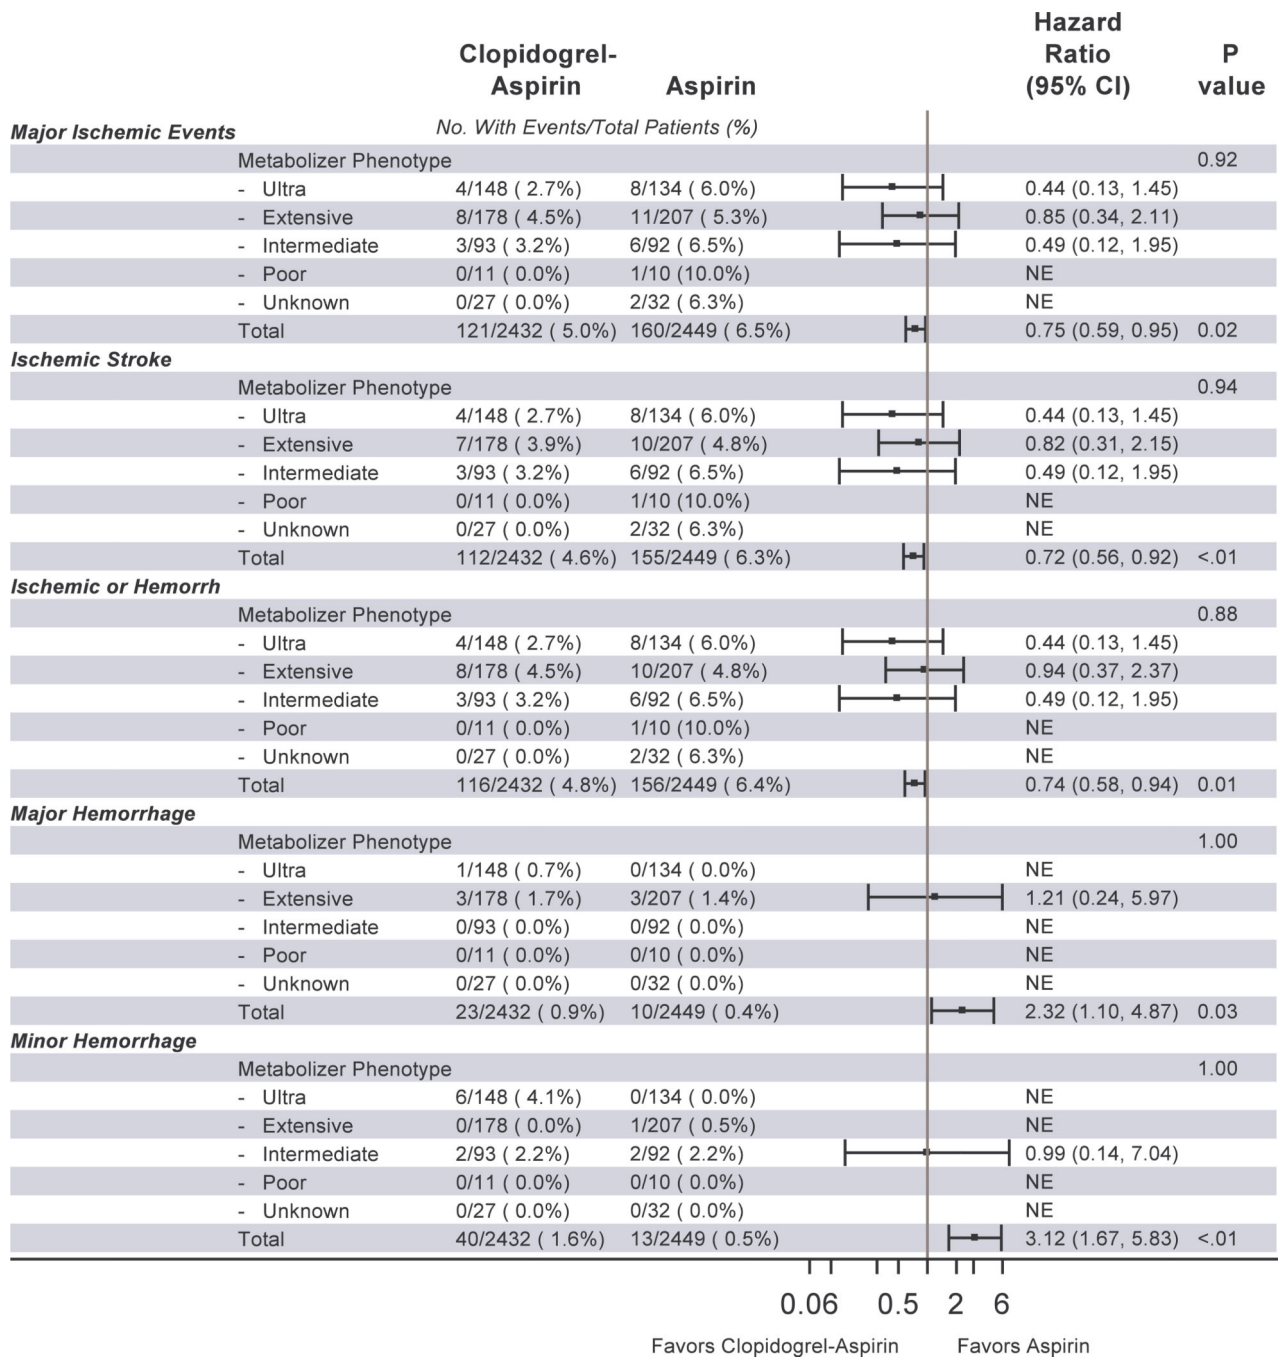 Clopidogrel-Aspirin Aspirin Hazard Ratio (95% CI) P value
Major Ischemic Events No. With Events/Total Patients (%)
Metabolizer Phenotype 0.92
- Ultra 4/148 ( 2.7%) 8/134 ( 6.0%) 0.44 (0.13, 1.45)
- Extensive 8/178 ( 4.5%) 11/207 ( 5.3%) 0.85 (0.34, 2.11)
- Intermediate 3/93 ( 3.2%) 6/92 ( 6.5%) 0.49 (0.12, 1.95)
- Poor 0/11 ( 0.0%) 1/10 (10.0%) NE
- Unknown 0/27 ( 0.0%) 2/32 ( 6.3%) NE
Total 121/2432 ( 5.0%) 160/2449 ( 6.5%) 0.75 (0.59, 0.95) 0.02
Ischemic Stroke
Metabolizer Phenotype 0.94
- Ultra 4/148 ( 2.7%) 8/134 ( 6.0%) 0.44 (0.13, 1.45)
- Extensive 7/178 ( 3.9%) 10/207 ( 4.8%) 0.82 (0.31, 2.15)
- Intermediate 3/93 ( 3.2%) 6/92 ( 6.5%) 0.49 (0.12, 1.95)
- Poor 0/11 ( 0.0%) 1/10 (10.0%) NE
- Unknown 0/27 ( 0.0%) 2/32 ( 6.3%) NE
Total 112/2432 ( 4.6%) 155/2449 ( 6.3%) 0.72 (0.56, 0.92) <.01
Ischemic or Hemorrh
Metabolizer Phenotype 0.88
- Ultra 4/148 ( 2.7%) 8/134 ( 6.0%) 0.44 (0.13, 1.45)
- Extensive 8/178 ( 4.5%) 10/207 ( 4.8%) 0.94 (0.37, 2.37)
- Intermediate 3/93 ( 3.2%) 6/92 ( 6.5%) 0.49 (0.12, 1.95)
- Poor 0/11 ( 0.0%) 1/10 (10.0%) NE
- Unknown 0/27 ( 0.0%) 2/32 ( 6.3%) NE
Total 116/2432 ( 4.8%) 156/2449 ( 6.4%) 0.74 (0.58, 0.94) 0.01
Major Hemorrhage
Metabolizer Phenotype 1.00
- Ultra 1/148 ( 0.7%) 0/134 ( 0.0%) NE
- Extensive 3/178 ( 1.7%) 3/207 ( 1.4%) 1.21 (0.24, 5.97)
- Intermediate 0/93 ( 0.0%) 0/92 ( 0.0%) NE
- Poor 0/11 ( 0.0%) 0/10 ( 0.0%) NE
- Unknown 0/27 ( 0.0%) 0/32 ( 0.0%) NE
Total 23/2432 ( 0.9%) 10/2449 ( 0.4%) 2.32 (1.10, 4.87) 0.03
Minor Hemorrhage
Metabolizer Phenotype 1.00
- Ultra 6/148 ( 4.1%) 0/134 ( 0.0%) NE
- Extensive 0/178 ( 0.0%) 1/207 ( 0.5%) NE
- Intermediate 2/93 ( 2.2%) 2/92 ( 2.2%) 0.99 (0.14, 7.04)
- Poor 0/11 ( 0.0%) 0/10 ( 0.0%) NE
- Unknown 0/27 ( 0.0%) 0/32 ( 0.0%) NE
Total 40/2432 ( 1.6%) 13/2449 ( 0.5%) 3.12 (1.67, 5.83) <.01
0.06 0.5 2 6
Favors Clopidogrel-Aspirin Favors Aspirin